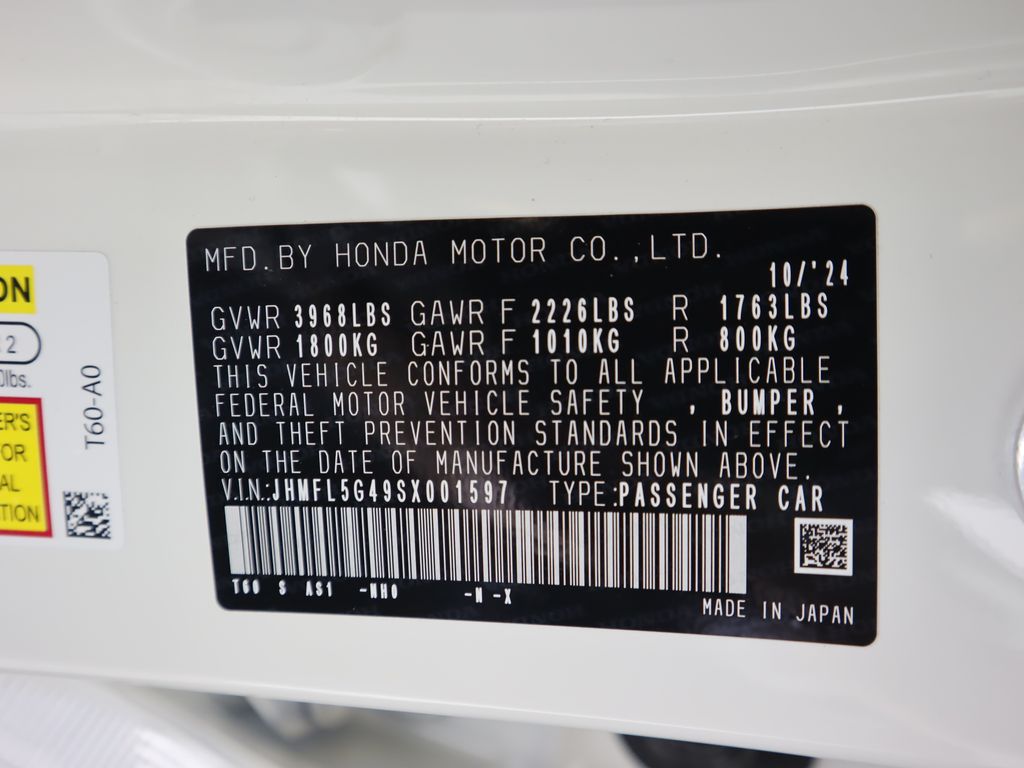 MFD.BY HONDA MOTOR CO.,LTD.
10/'24
GVWR 3968LBS GAWR F 2226LBS R 1763LBS
GVWR 1800KG GAWR F 1010KG R 800KG
THIS VEHICLE CONFORMS TO ALL APPLICABLE
FEDERAL MOTOR VEHICLE SAFETY , BUMPER ,
AND THEFT PREVENTION STANDARDS IN EFFECT
ON THE DATE OF MANUFACTURE SHOWN ABOVE.
V.I.N.:JHMFL5G49SX001597 TYPE:PASSENGER CAR
T60 S AS1 -NH0 -N -X
MADE IN JAPAN
T60-A0